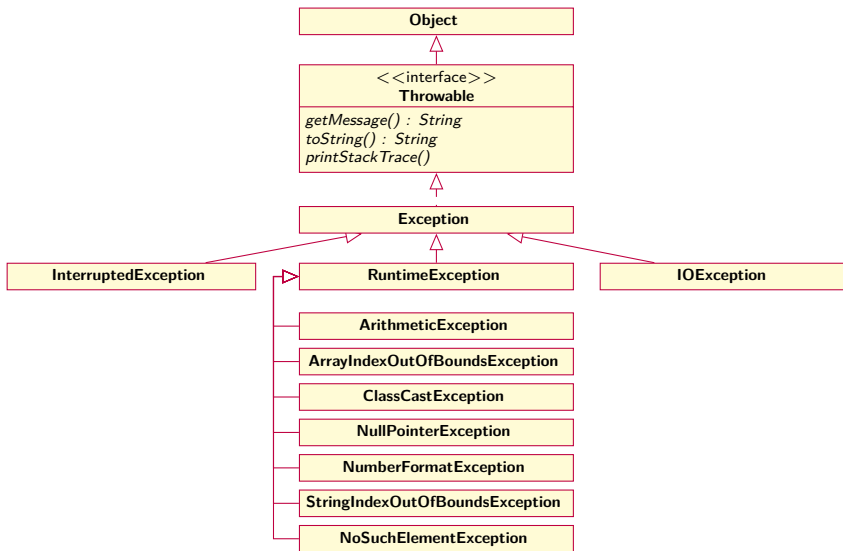 Object
<<interface>>
Throwable
getMessage() : String
toString() : String
printStackTrace()
Exception
InterruptedException
RuntimeException
IOException
ArithmeticException
ArrayIndexOutOfBoundsException
ClassCastException
NullPointerException
NumberFormatException
StringIndexOutOfBoundsException
NoSuchElementException